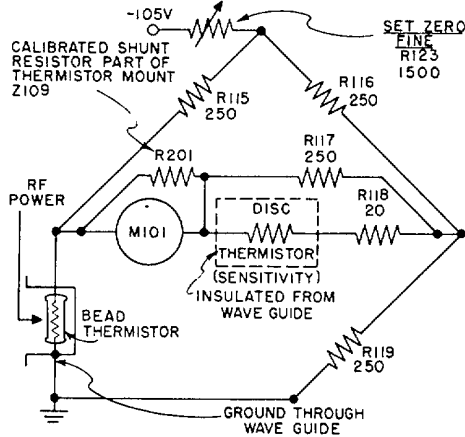 -105V
SET ZERO
FINE
R123
1500
CALIBRATED SHUNT
RESISTOR PART OF
THERMISTOR MOUNT
Z109
R115
250
R116
250
R201
R117
250
RF
POWER
M101
DISC
THERMISTOR
(SENSITIVITY)
INSULATED FROM
WAVE GUIDE
R118
20
BEAD
THERMISTOR
R119
250
GROUND THROUGH
WAVE GUIDE